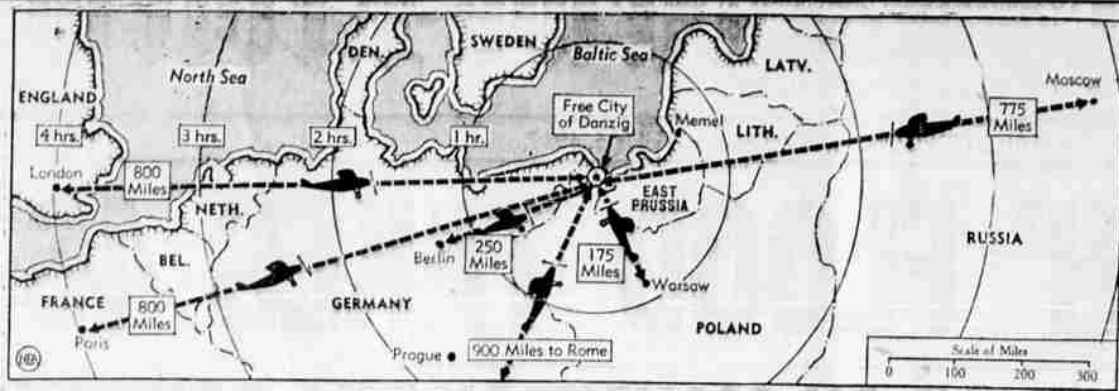 DEN.
SWEDEN
Baltic Sea
LATV.
North Sea
Moscow
ENGLAND
Free City
of Danzig
775
Miles
Memel
4 hrs.
3 hrs.
2 hrs.
1 hr.
LITH.
London
800
Miles
NETH.
EAST
PRUSSIA
RUSSIA
BEL.
Berlin
250
Miles
175
Miles
Warsaw
FRANCE
800
Miles
GERMANY
POLAND
Paris
NEA
Prague
900 Miles to Rome
Scale of Miles
0 100 200 300